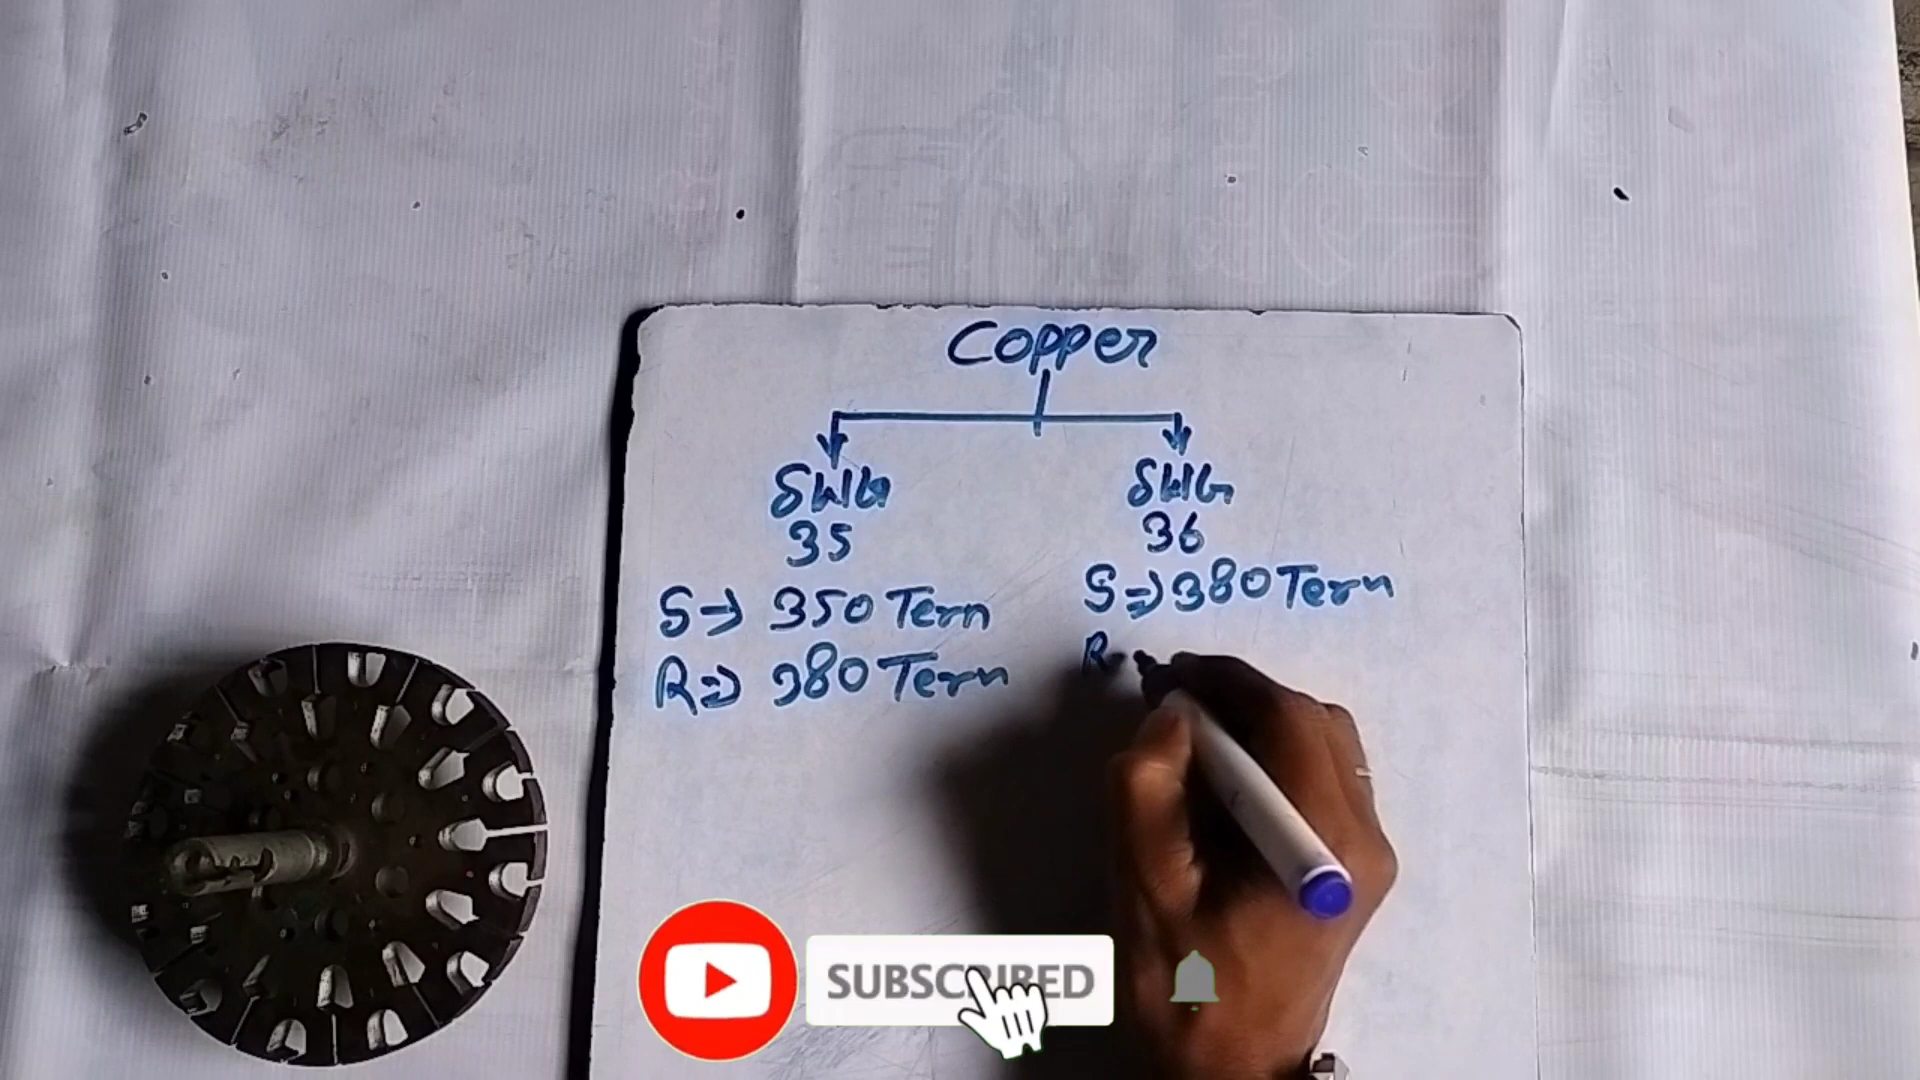 Copper
SWG SWG
35 36
S→ 350 Tern S⇒ 380 Tern
R⇒ 380 Tern R
SUBSCRIBED